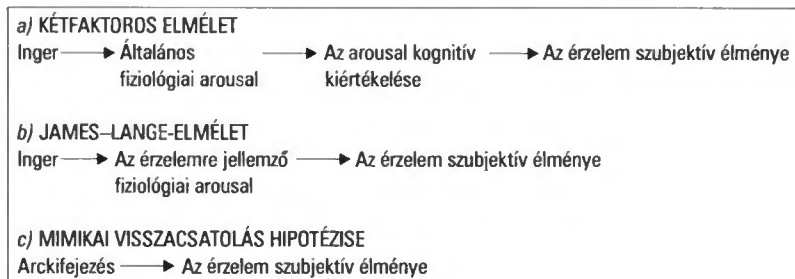 a) KÉTFAKTOROS ELMÉLET
Inger → Általános → Az arousal kognitív → Az érzelem szubjektív élménye
fiziológiai arousal kiértékelése
b) JAMES–LANGE-ELMÉLET
Inger → Az érzelemre jellemző → Az érzelem szubjektív élménye
fiziológiai arousal
c) MIMIKAI VISSZACSATOLÁS HIPOTÉZISE
Arckifejezés → Az érzelem szubjektív élménye